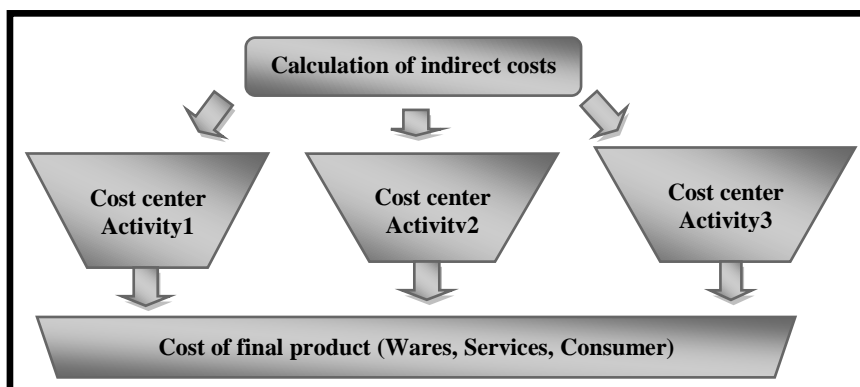 Calculation of indirect costs
Cost center
Activity1
Cost center
Activity2
Cost center
Activity3
Cost of final product (Wares, Services, Consumer)